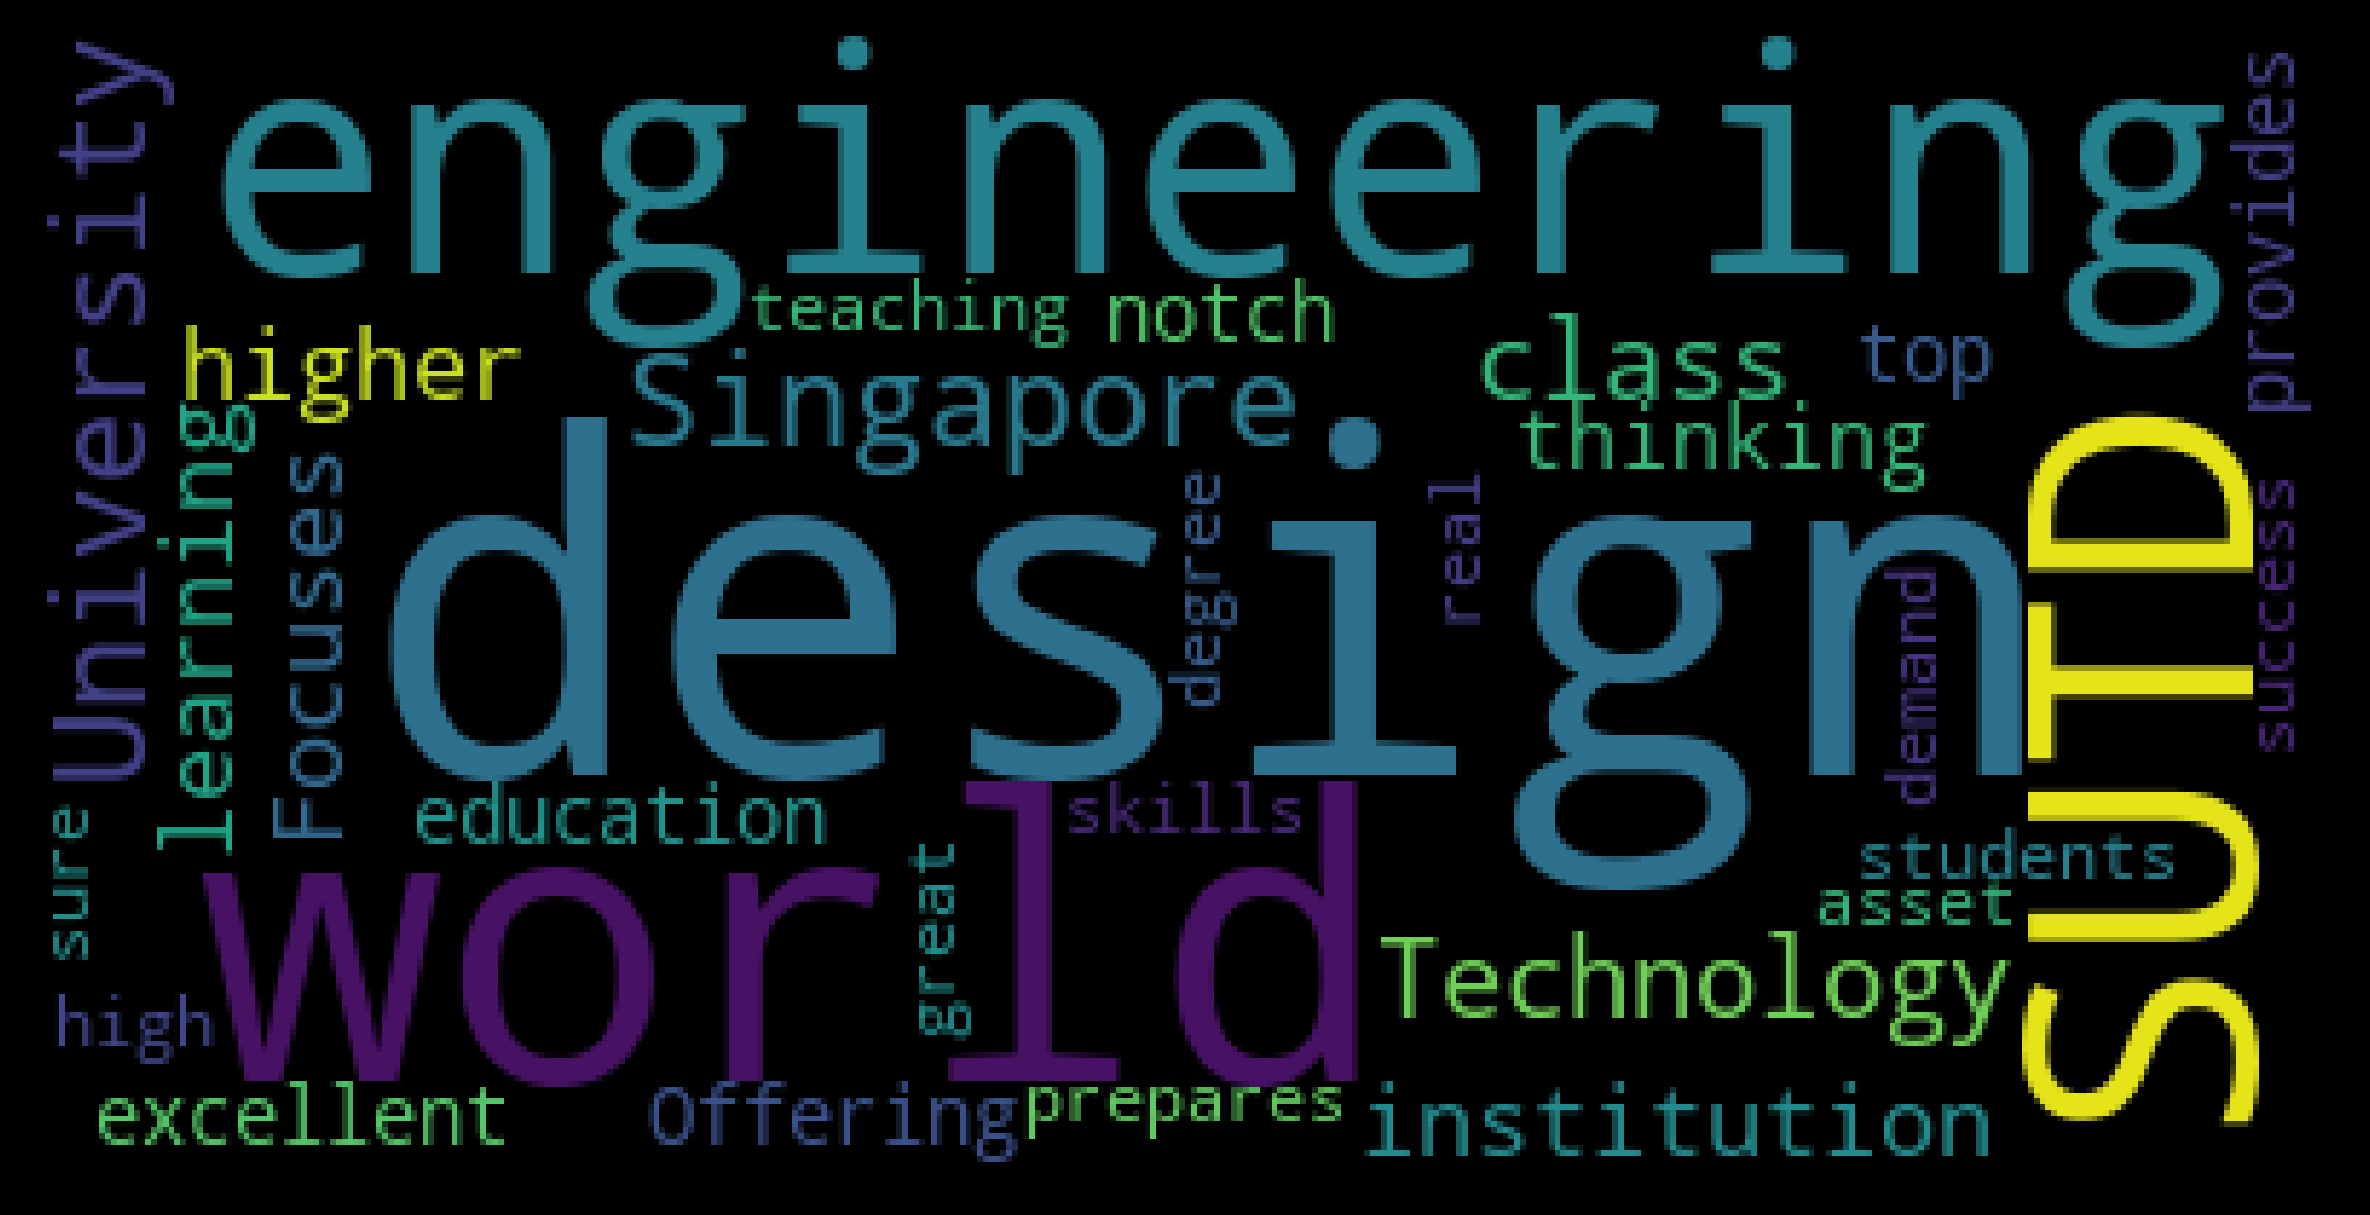 engineering
University
provides
teaching
notch
higher
Singapore
class
top
thinking
learning
Focuses
design
degree
real
demand
SUTD
success
education
skills
world
sure
great
students
asset
Technology
high
excellent
Offering
prepares
institution